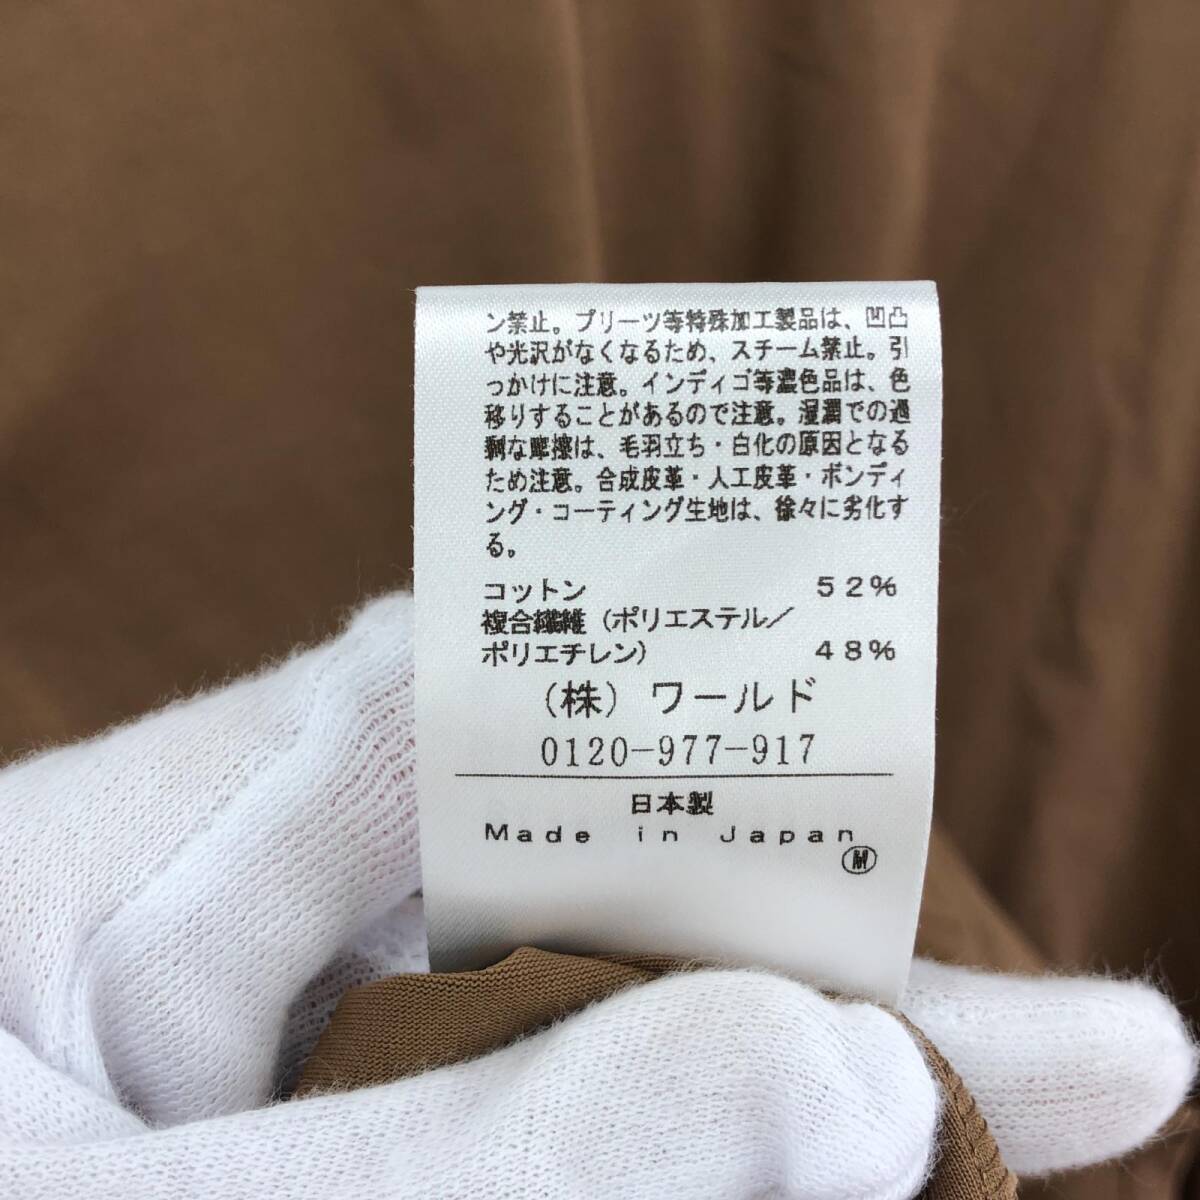 ン禁止。プリーツ等特殊加工製品は、凹凸
や光沢がなくなるため、スチーム禁止。引
っかけに注意。インディゴ等濃色品は、色
移りすることがあるので注意。湿潤での過
剰な摩擦は、毛羽立ち・白化の原因となる
ため注意。合成皮革・人工皮革・ボンディ
ング・コーティング生地は、徐々に劣化す
る。
コットン 52%
複合繊維(ポリエステル/
ポリエチレン) 48%
(株)ワールド
0120-977-917
日本製
Made in Japan
M